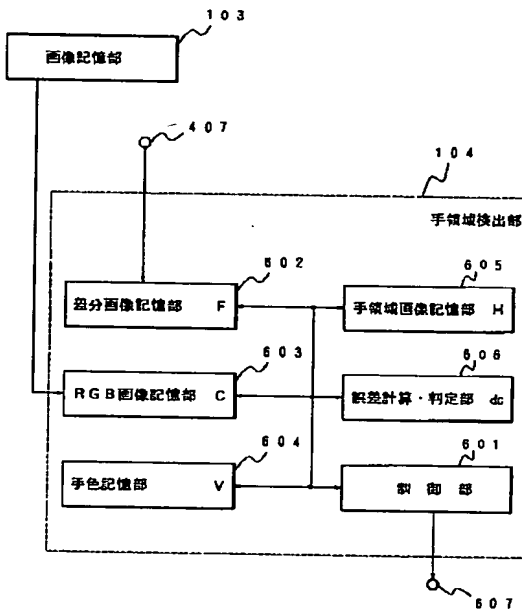 103
画像記憶部
407
104
手領域検出部
602
差分画像記憶部 F
605
手領域画像記憶部 H
603
RGB画像記憶部 C
606
誤差計算・判定部 dc
604
手色記憶部 V
601
制御部
607